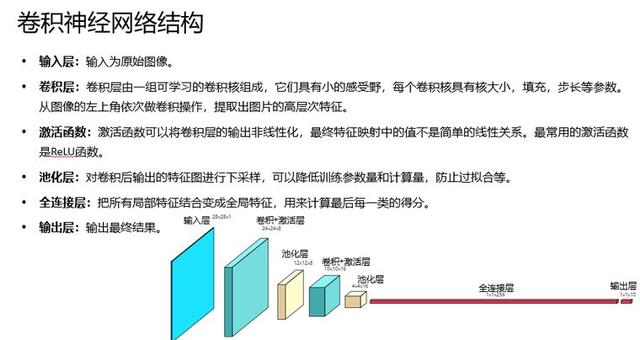 卷积神经网络结构
• 输入层：输入为原始图像。
• 卷积层：卷积层由一组可学习的卷积核组成，它们具有小的感受野，每个卷积核具有核大小，填充，步长等参数。
从图像的左上角依次做卷积操作，提取出图片的高层次特征。
• 激活函数：激活函数可以将卷积层的输出非线性化，最终特征映射中的值不是简单的线性关系。最常用的激活函数
是ReLU函数。
• 池化层：对卷积后输出的特征图进行下采样，可以降低训练参数量和计算量，防止过拟合等。
• 全连接层：把所有局部特征结合变成全局特征，用来计算最后每一类的得分。
• 输出层：输出最终结果。
输入层 28x28x1
卷积+激活层
24x24x8
池化层
12x12x8
卷积+激活层
10x10x16
池化层
4x4x16
全连接层
1x1x256
输出层
1x1x10